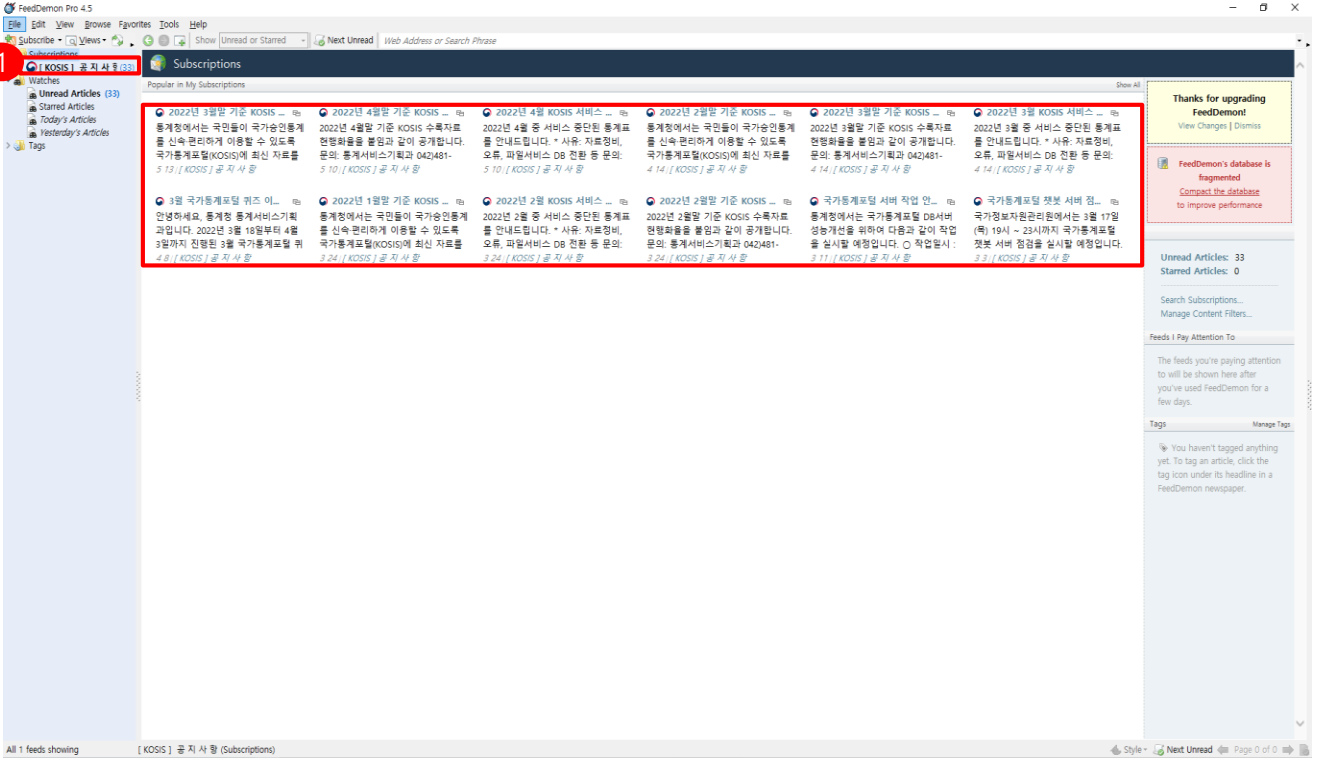 FeedDemon Pro 4.5
File Edit View Browse Favorites Tools Help
Subscribe Views Show Unread or Starred Next Unread Web Address or Search Phrase
1
Subscriptions
[ KOSIS ] 공 지 사 항 (33)
Watches
Unread Articles (33)
Starred Articles
Today's Articles
Yesterday's Articles
Tags
Subscriptions
Popular in My Subscriptions Show All
2022년 3월말 기준 KOSIS ...
통계청에서는 국민들이 국가승인통계
를 신속·편리하게 이용할 수 있도록
국가통계포털(KOSIS)에 최신 자료를
5 13 / [ KOSIS ] 공 지 사 항
2022년 4월말 기준 KOSIS ...
2022년 4월말 기준 KOSIS 수록자료
현행화율을 붙임과 같이 공개합니다.
문의: 통계서비스기획과 042)481-
5 10 / [ KOSIS ] 공 지 사 항
2022년 4월 KOSIS 서비스 ...
2022년 4월 중 서비스 중단된 통계표
를 안내드립니다. * 사유: 자료정비,
오류, 파일서비스 DB 전환 등 문의:
5 10 / [ KOSIS ] 공 지 사 항
2022년 2월말 기준 KOSIS ...
통계청에서는 국민들이 국가승인통계
를 신속·편리하게 이용할 수 있도록
국가통계포털(KOSIS)에 최신 자료를
4 14 / [ KOSIS ] 공 지 사 항
2022년 3월말 기준 KOSIS ...
2022년 3월말 기준 KOSIS 수록자료
현행화율을 붙임과 같이 공개합니다.
문의: 통계서비스기획과 042)481-
4 14 / [ KOSIS ] 공 지 사 항
2022년 3월 KOSIS 서비스 ...
2022년 3월 중 서비스 중단된 통계표
를 안내드립니다. * 사유: 자료정비,
오류, 파일서비스 DB 전환 등 문의:
4 14 / [ KOSIS ] 공 지 사 항
3월 국가통계포털 퀴즈 이...
안녕하세요, 통계청 통계서비스기획
과입니다. 2022년 3월 18일부터 4월
3일까지 진행된 3월 국가통계포털 퀴
4 8 / [ KOSIS ] 공 지 사 항
2022년 1월말 기준 KOSIS ...
통계청에서는 국민들이 국가승인통계
를 신속·편리하게 이용할 수 있도록
국가통계포털(KOSIS)에 최신 자료를
3 24 / [ KOSIS ] 공 지 사 항
2022년 2월 KOSIS 서비스 ...
2022년 2월 중 서비스 중단된 통계표
를 안내드립니다. * 사유: 자료정비,
오류, 파일서비스 DB 전환 등 문의:
3 24 / [ KOSIS ] 공 지 사 항
2022년 2월말 기준 KOSIS ...
2022년 2월말 기준 KOSIS 수록자료
현행화율을 붙임과 같이 공개합니다.
문의: 통계서비스기획과 042)481-
3 24 / [ KOSIS ] 공 지 사 항
국가통계포털 서버 작업 안...
통계청에서는 국가통계포털 DB서버
성능개선을 위하여 다음과 같이 작업
을 실시할 예정입니다. ○ 작업일시 :
3 11 / [ KOSIS ] 공 지 사 항
국가통계포털 챗봇 서버 점...
국가정보자원관리원에서는 3월 17일
(목) 19시 ~ 23시까지 국가통계포털
챗봇 서버 점검을 실시할 예정입니다.
3 3 / [ KOSIS ] 공 지 사 항
Thanks for upgrading
FeedDemon!
View Changes | Dismiss
FeedDemon's database is
fragmented
Compact the database
to improve performance
Unread Articles: 33
Starred Articles: 0
Search Subscriptions...
Manage Content Filters...
Feeds I Pay Attention To
The feeds you're paying attention
to will be shown here after
you've used FeedDemon for a
few days.
Tags Manage Tags
You haven't tagged anything
yet. To tag an article, click the
tag icon under its headline in a
FeedDemon newspaper.
All 1 feeds showing [ KOSIS ] 공 지 사 항 (Subscriptions) Style Next Unread Page 0 of 0